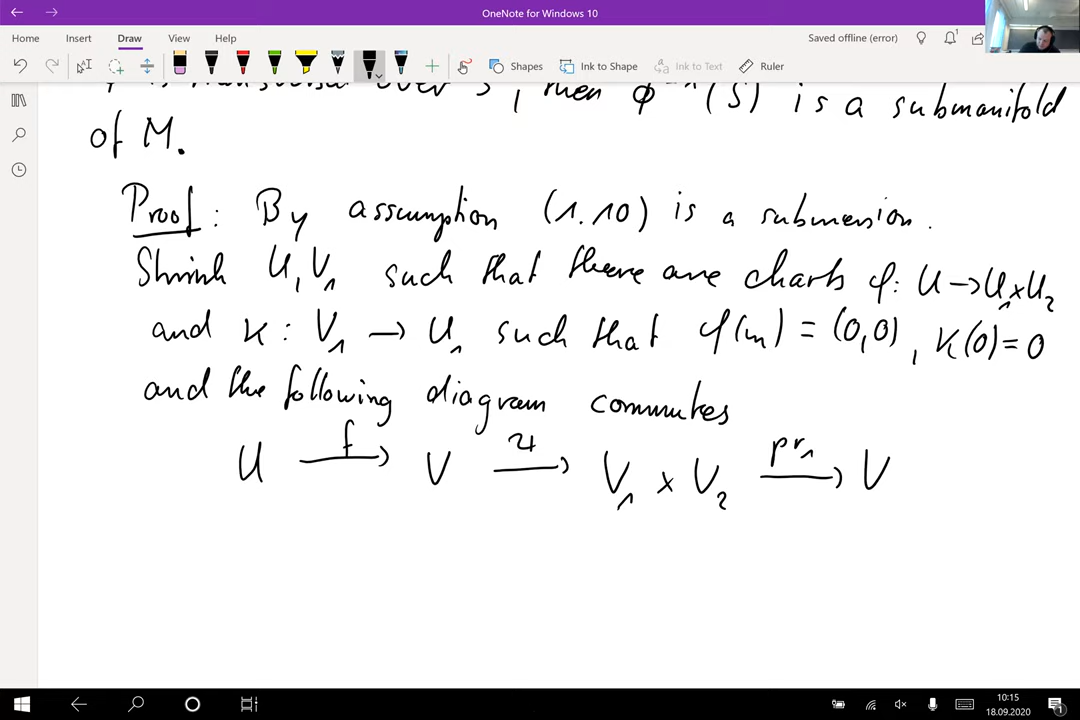 OneNote for Windows 10
Home Insert Draw View Help Saved offline (error)
Shapes Ink to Shape Ink to Text Ruler
S, then ϕ⁻¹(S) is a submanifold
of M.
Proof: By assumption (1.10) is a submersion.
Shrink U, V₁ such that there are charts φ: U → U₁×U₂
and κ: V₁ → U₁ such that φ(m) = (0,0), κ(0)=0
and the following diagram commutes
U —f→ V —ψ→ V₁ × V₂ —pr₁→ V
10:15
18.09.2020